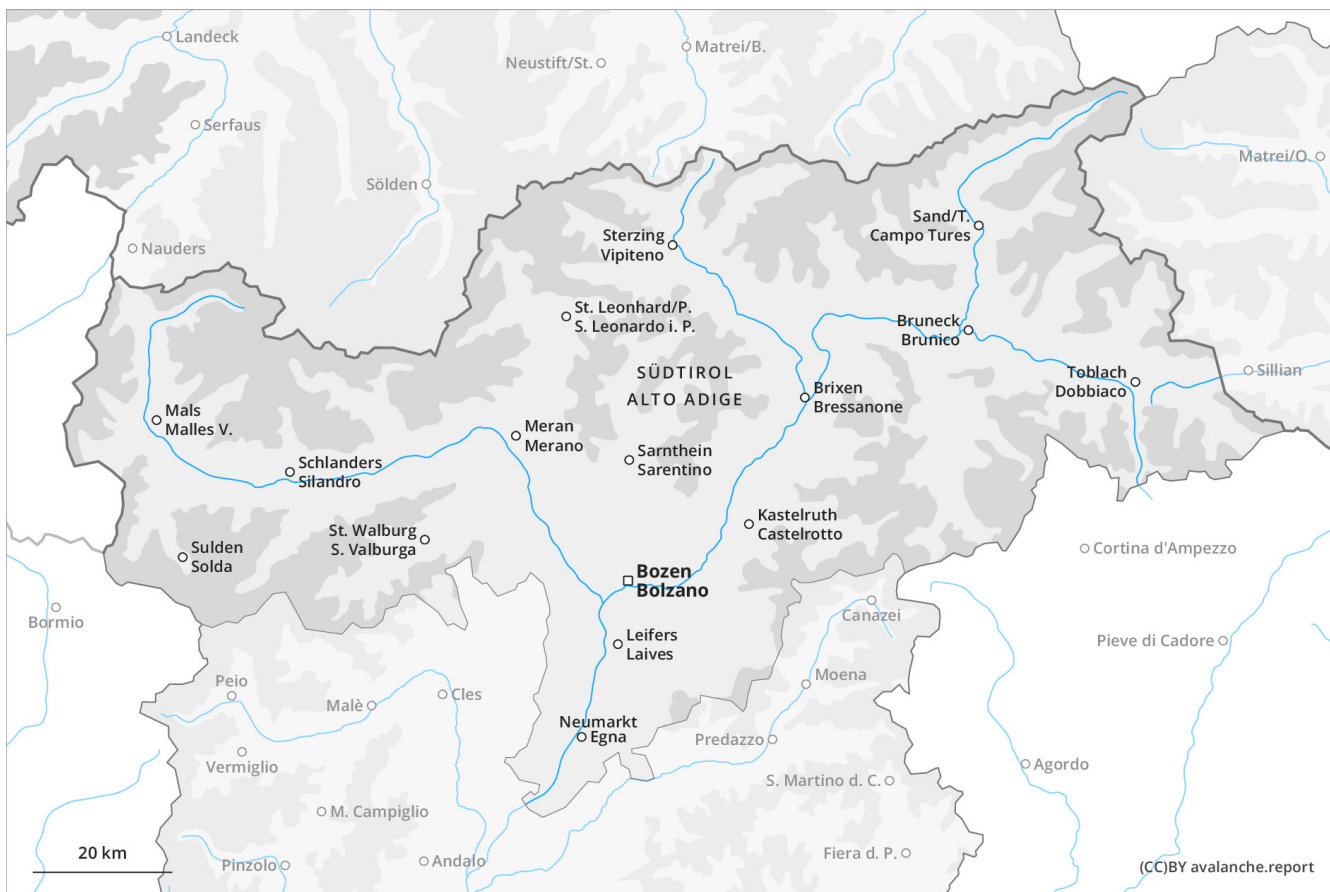 Landeck
Matrei/B.
Neustift/St.
Serfaus
Matrei/O.
Sölden
Sand/T.
Campo Tures
Sterzing
Vipiteno
Nauders
St. Leonhard/P.
S. Leonardo i. P.
Bruneck
Brunico
SÜDTIROL
ALTO ADIGE
Toblach
Dobbiaco
Sillian
Brixen
Bressanone
Mals
Malles V.
Meran
Merano
Sarnthein
Sarentino
Schlanders
Silandro
Kastelruth
Castelrotto
St. Walburg
S. Valburga
Sulden
Solda
Cortina d'Ampezzo
Bozen
Bolzano
Bormio
Canazei
Leifers
Laives
Pieve di Cadore
Moena
Peio
Malè
Cles
Neumarkt
Egna
Predazzo
Vermiglio
Agordo
S. Martino d. C.
M. Campiglio
20 km
Pinzolo
Andalo
Fiera d. P.
(CC)BY avalanche.report